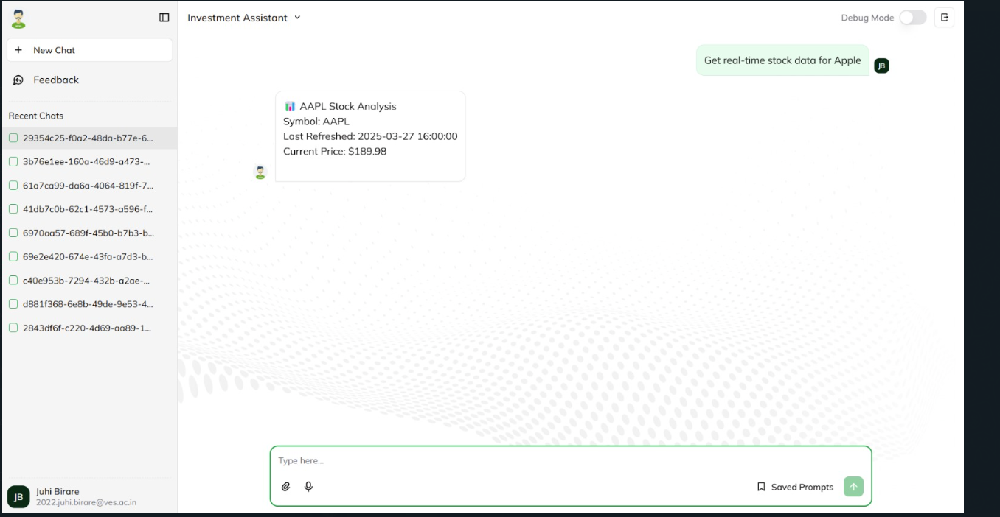 Investment Assistant
Debug Mode
New Chat
Feedback
Recent Chats
29354c25-f0a2-48da-b77e-6...
3b76e1ee-160a-46d9-a473-...
61a7ca99-da6a-4064-819f-7...
41db7c0b-62c1-4573-a596-f...
6970aa57-689f-45b0-b7b3-b...
69e2e420-674e-43fa-a7d3-b...
c40e953b-7294-432b-a2ae-...
d881f368-6e8b-49de-9e53-4...
2843df6f-c220-4d69-aa89-1...
JB
Juhi Birare
2022.juhi.birare@ves.ac.in
Get real-time stock data for Apple
JB
📊 AAPL Stock Analysis
Symbol: AAPL
Last Refreshed: 2025-03-27 16:00:00
Current Price: $189.98
Type here...
Saved Prompts